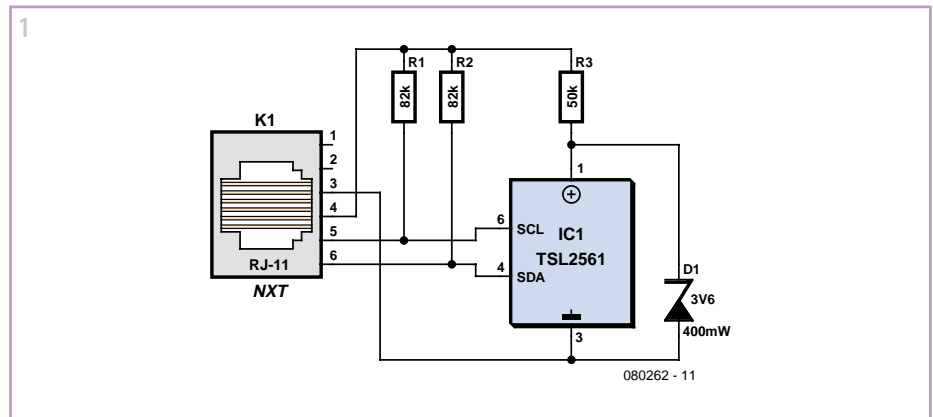 1
R1
R2
R3
82k
82k
50k
K1
1
2
3
4
5
6
RJ-11
NXT
1
6
SCL
IC1
TSL2561
4
SDA
3
D1
3V6
400mW
080262 - 11